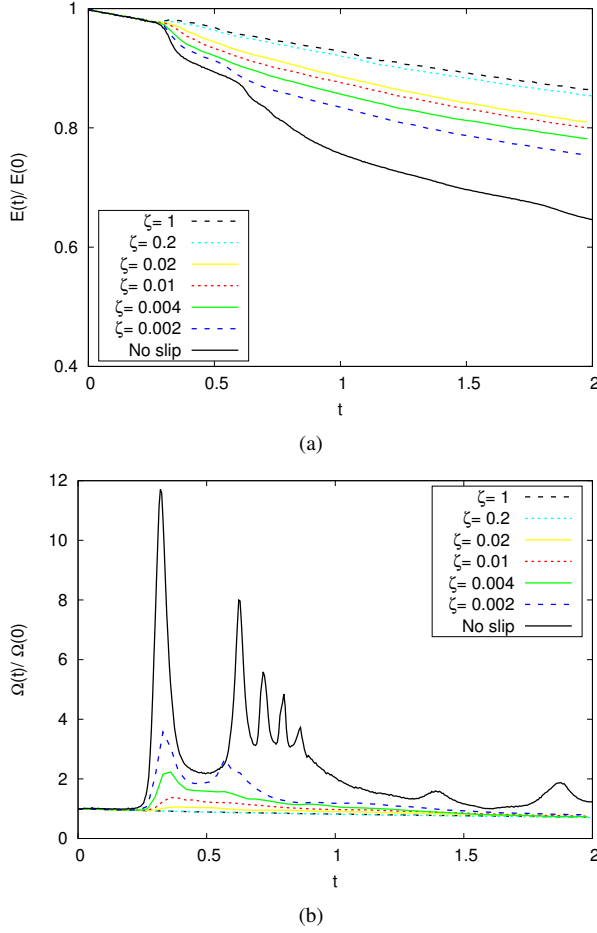 1
0.8
0.6
0.4
E(t)/ E(0)
ζ= 1
ζ= 0.2
ζ= 0.02
ζ= 0.01
ζ= 0.004
ζ= 0.002
No slip
0 0.5 1 1.5 2
t
(a)
12
10
8
6
4
2
0
Ω(t)/ Ω(0)
ζ= 1
ζ= 0.2
ζ= 0.02
ζ= 0.01
ζ= 0.004
ζ= 0.002
No slip
0 0.5 1 1.5 2
t
(b)